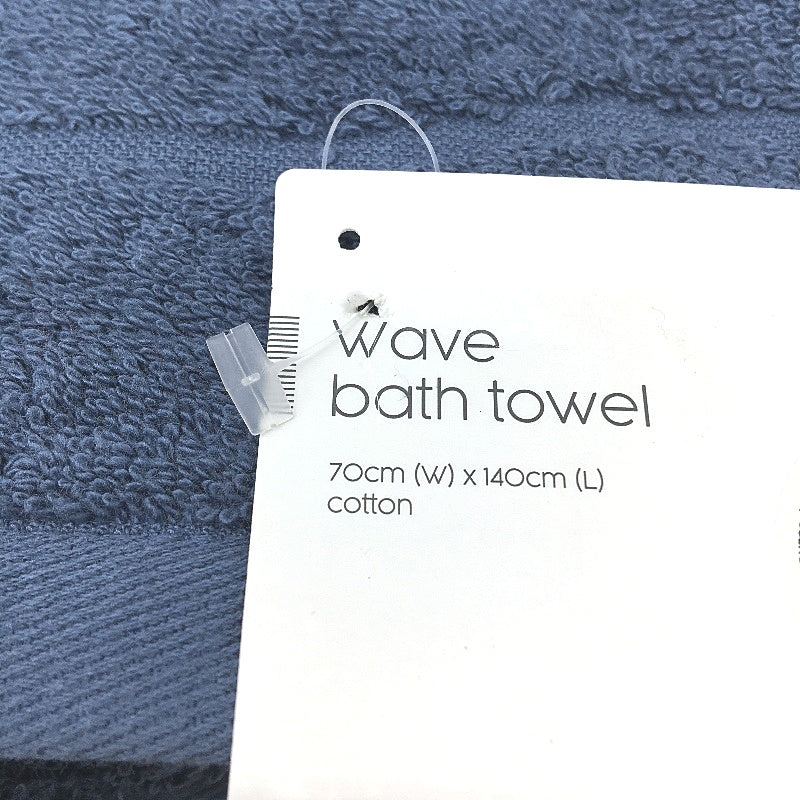 Wave
bath towel
70cm (W) x 140cm (L)
cotton